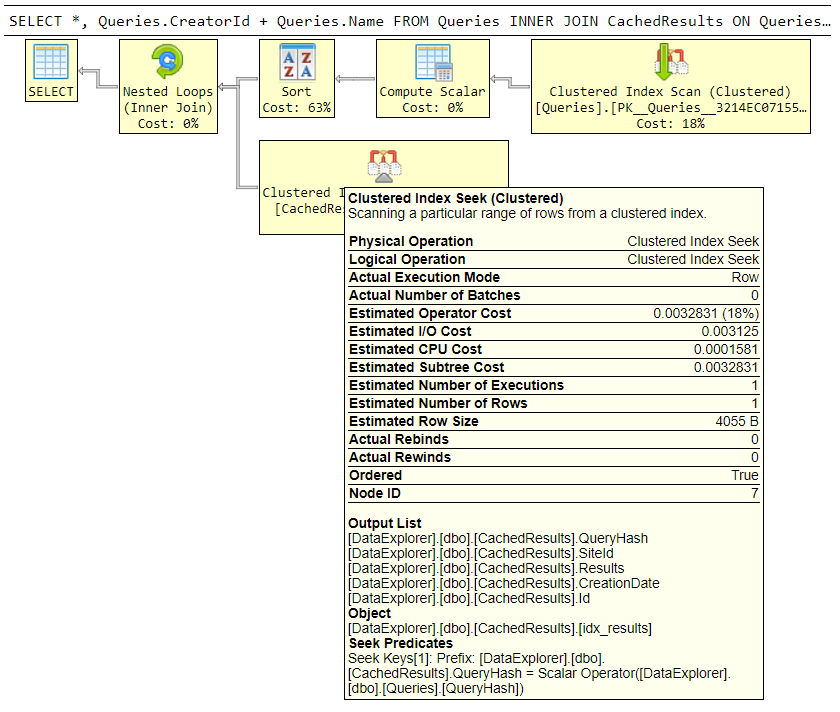 SELECT *, Queries.CreatorId + Queries.Name FROM Queries INNER JOIN CachedResults ON Queries…
SELECT
Nested Loops
(Inner Join)
Cost: 0%
Sort
Cost: 63%
Compute Scalar
Cost: 0%
Clustered Index Scan (Clustered)
[Queries].[PK__Queries__3214EC07155…
Cost: 18%
Clustered I
[CachedRes
Clustered Index Seek (Clustered)
Scanning a particular range of rows from a clustered index.
Physical Operation Clustered Index Seek
Logical Operation Clustered Index Seek
Actual Execution Mode Row
Actual Number of Batches 0
Estimated Operator Cost 0.0032831 (18%)
Estimated I/O Cost 0.003125
Estimated CPU Cost 0.0001581
Estimated Subtree Cost 0.0032831
Estimated Number of Executions 1
Estimated Number of Rows 1
Estimated Row Size 4055 B
Actual Rebinds 0
Actual Rewinds 0
Ordered True
Node ID 7
Output List
[DataExplorer].[dbo].[CachedResults].QueryHash
[DataExplorer].[dbo].[CachedResults].SiteId
[DataExplorer].[dbo].[CachedResults].Results
[DataExplorer].[dbo].[CachedResults].CreationDate
[DataExplorer].[dbo].[CachedResults].Id
Object
[DataExplorer].[dbo].[CachedResults].[idx_results]
Seek Predicates
Seek Keys[1]: Prefix: [DataExplorer].[dbo].
[CachedResults].QueryHash = Scalar Operator([DataExplorer].
[dbo].[Queries].[QueryHash])